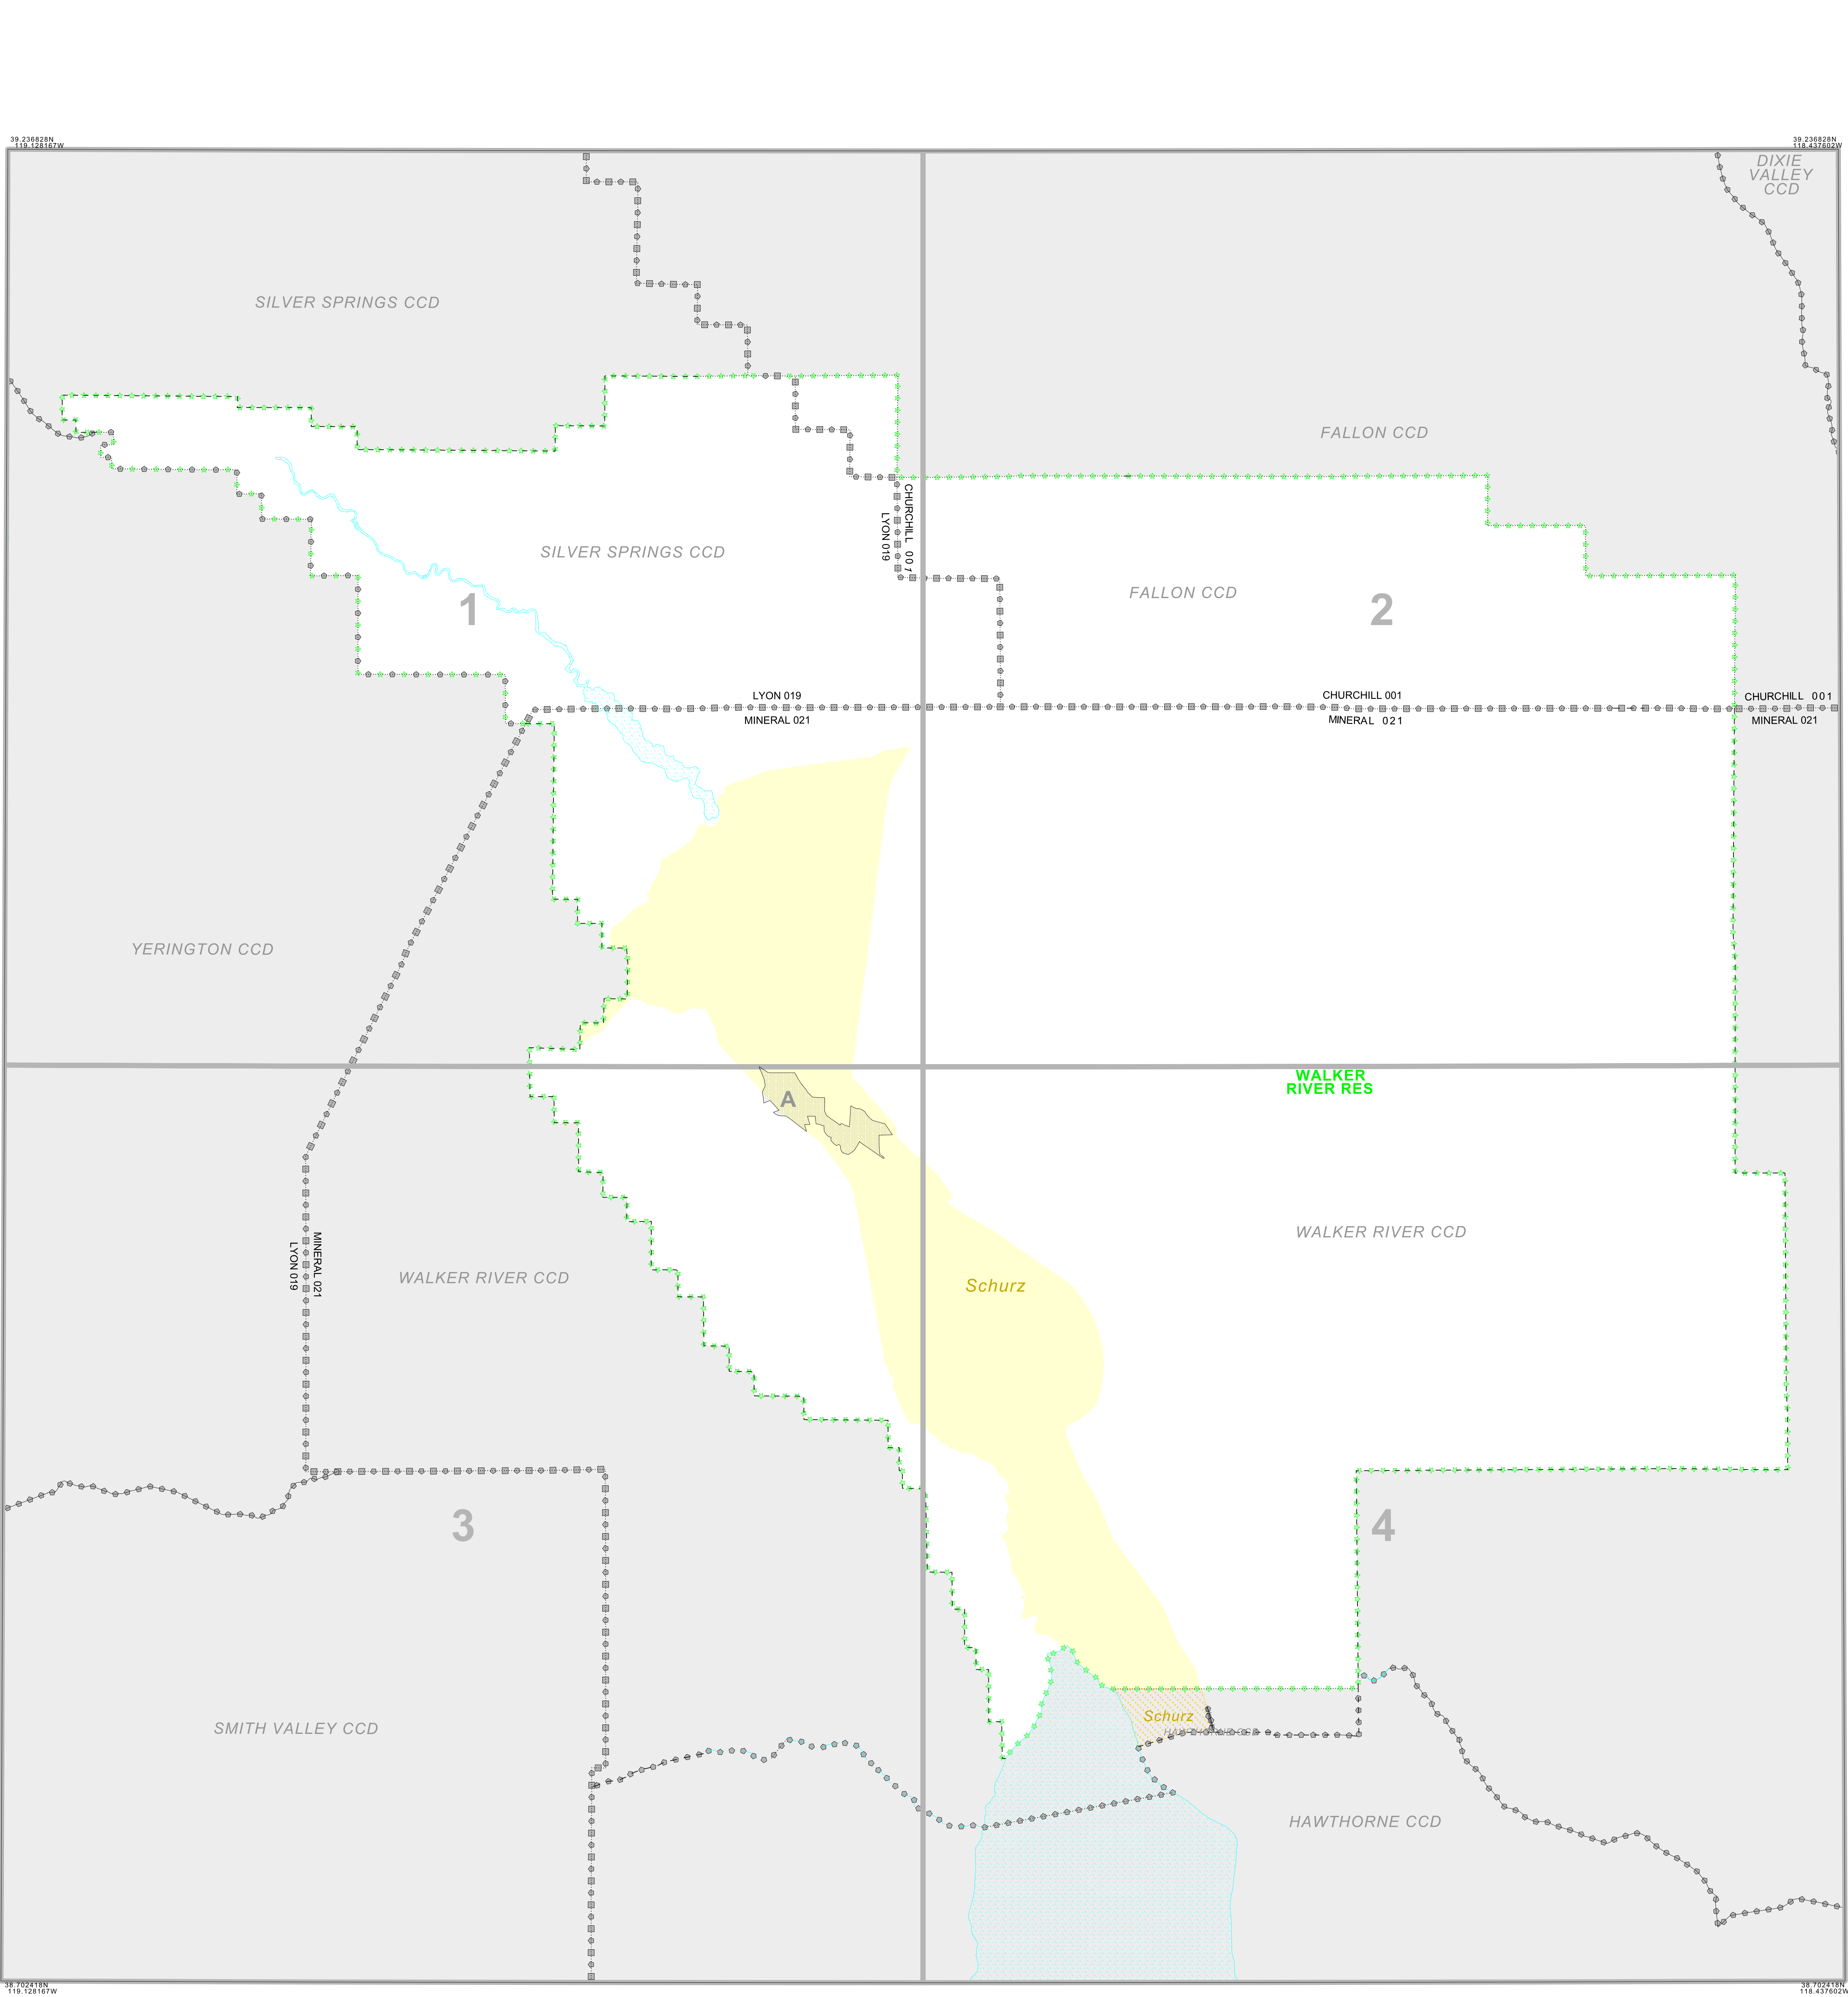 39.236828N
119.128167W
39.236828N
118.437602W
DIXIE
VALLEY
CCD
SILVER SPRINGS CCD
FALLON CCD
CHURCHILL 001
LYON 019
SILVER SPRINGS CCD
FALLON CCD
1
2
LYON 019
MINERAL 021
CHURCHILL 001
MINERAL 021
CHURCHILL 001
MINERAL 021
YERINGTON CCD
WALKER
RIVER RES
A
WALKER RIVER CCD
MINERAL 021
LYON 019
WALKER RIVER CCD
Schurz
3
4
Schurz
HAWTHORNE CCD
SMITH VALLEY CCD
HAWTHORNE CCD
38.702418N
119.128167W
38.702418N
118.437602W